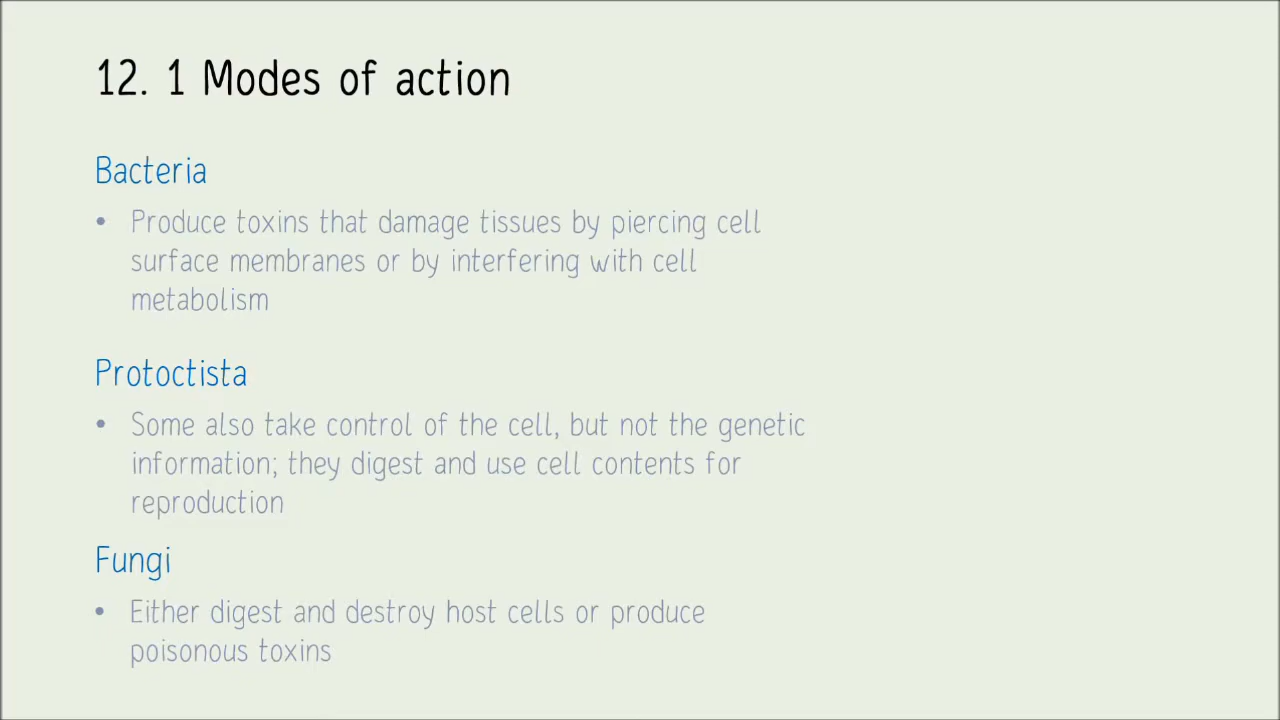 12. 1 Modes of action
Bacteria
• Produce toxins that damage tissues by piercing cell
surface membranes or by interfering with cell
metabolism
Protoctista
• Some also take control of the cell, but not the genetic
information; they digest and use cell contents for
reproduction
Fungi
• Either digest and destroy host cells or produce
poisonous toxins